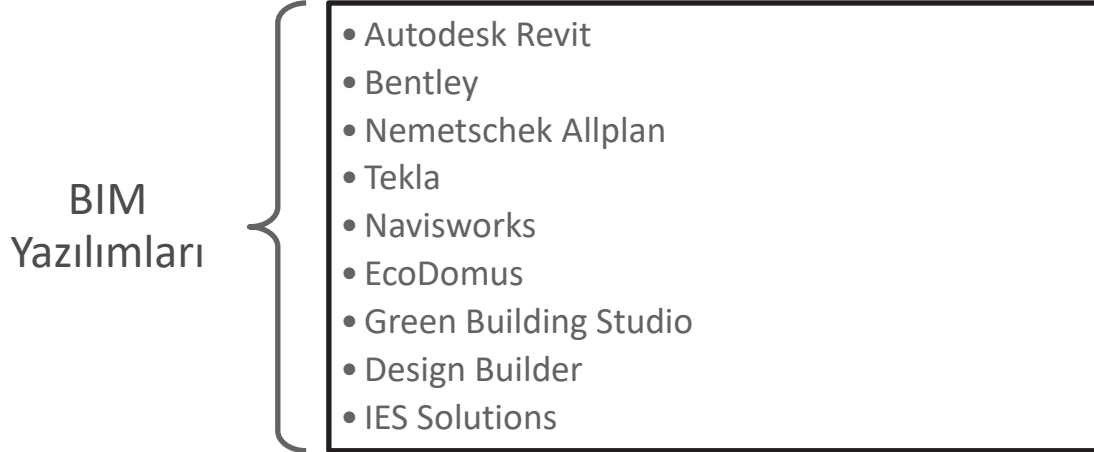 BIM
Yazılımları
• Autodesk Revit
• Bentley
• Nemetschek Allplan
• Tekla
• Navisworks
• EcoDomus
• Green Building Studio
• Design Builder
• IES Solutions